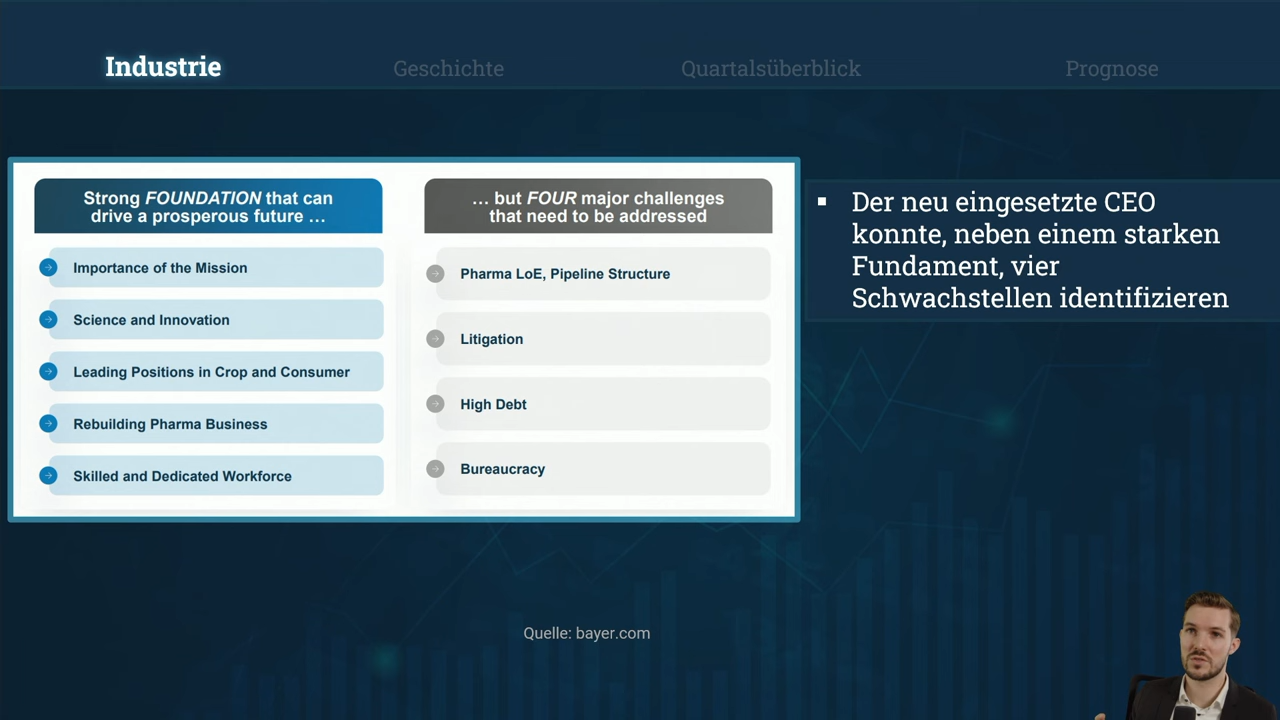 Industrie
Geschichte
Quartalsüberblick
Prognose
Strong FOUNDATION that can
drive a prosperous future …
Importance of the Mission
Science and Innovation
Leading Positions in Crop and Consumer
Rebuilding Pharma Business
Skilled and Dedicated Workforce
… but FOUR major challenges
that need to be addressed
Pharma LoE, Pipeline Structure
Litigation
High Debt
Bureaucracy
▪ Der neu eingesetzte CEO
konnte, neben einem starken
Fundament, vier
Schwachstellen identifizieren
Quelle: bayer.com